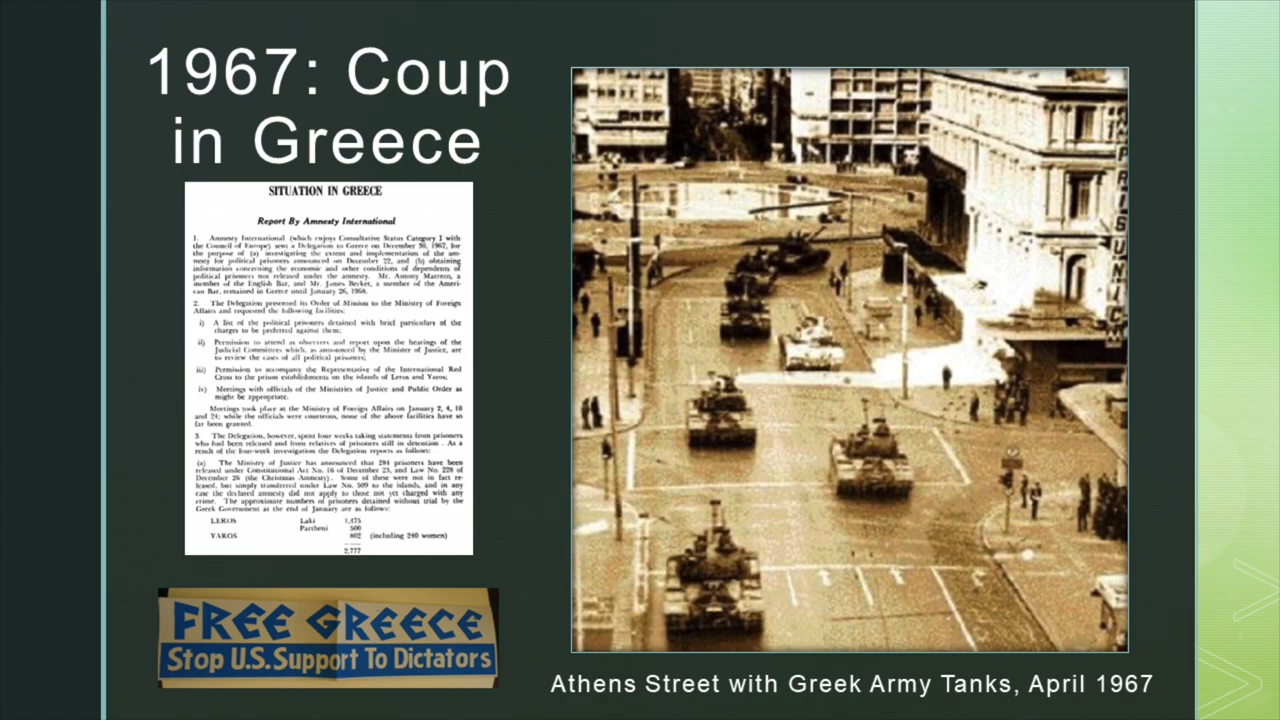 1967: Coup
in Greece
SITUATION IN GREECE
Report By Amnesty International
1. Amnesty International (which enjoys Consultative Status Category I with
the Council of Europe) sent a Delegation to Greece on December 30, 1967, for
the purpose of (a) investigating the extent and implementation of the am-
nesty for political prisoners announced on December 22, and (b) obtaining
information concerning the economic and other conditions of dependents of
political prisoners not released under the amnesty. Mr. Antony Marreco, a
member of the English Bar, and Mr. James Becket, a member of the Ameri-
can Bar, remained in Greece until January 26, 1968.
2. The Delegation presented its Order of Mission to the Ministry of Foreign
Affairs and requested the following facilities:
i) A list of the political prisoners detained with brief particulars of the
charges to be preferred against them;
ii) Permission to attend as observers and report upon the hearings of the
Judicial Committees which, as announced by the Minister of Justice, are
to review the cases of all political prisoners;
iii) Permission to accompany the Representative of the International Red
Cross to the prison establishments on the islands of Leros and Yaros;
iv) Meetings with officials of the Ministries of Justice and Public Order as
might be appropriate.
Meetings took place at the Ministry of Foreign Affairs on January 2, 4, 10
and 24; while the officials were courteous, none of the above facilities have so
far been granted.
3. The Delegation, however, spent four weeks taking statements from prisoners
who had been released and from relatives of prisoners still in detention . As a
result of the four-week investigation the Delegation reports as follows:
(a) The Ministry of Justice has announced that 284 prisoners have been
released under Constitutional Act No. 16 of December 23, and Law No. 228 of
December 26 (the Christmas Amnesty). Some of these were not in fact re-
leased, but simply transferred under Law No. 509 to the islands, and in any
case the declared amnesty did not apply to those not yet charged with any
crime. The approximate numbers of prisoners detained without trial by the
Greek Government at the end of January are as follows:
LEROS Laki 1,475
Partheni 500
YAROS 802 (including 240 women)
2,777
FREE GREECE
Stop U.S. Support To Dictators
Athens Street with Greek Army Tanks, April 1967